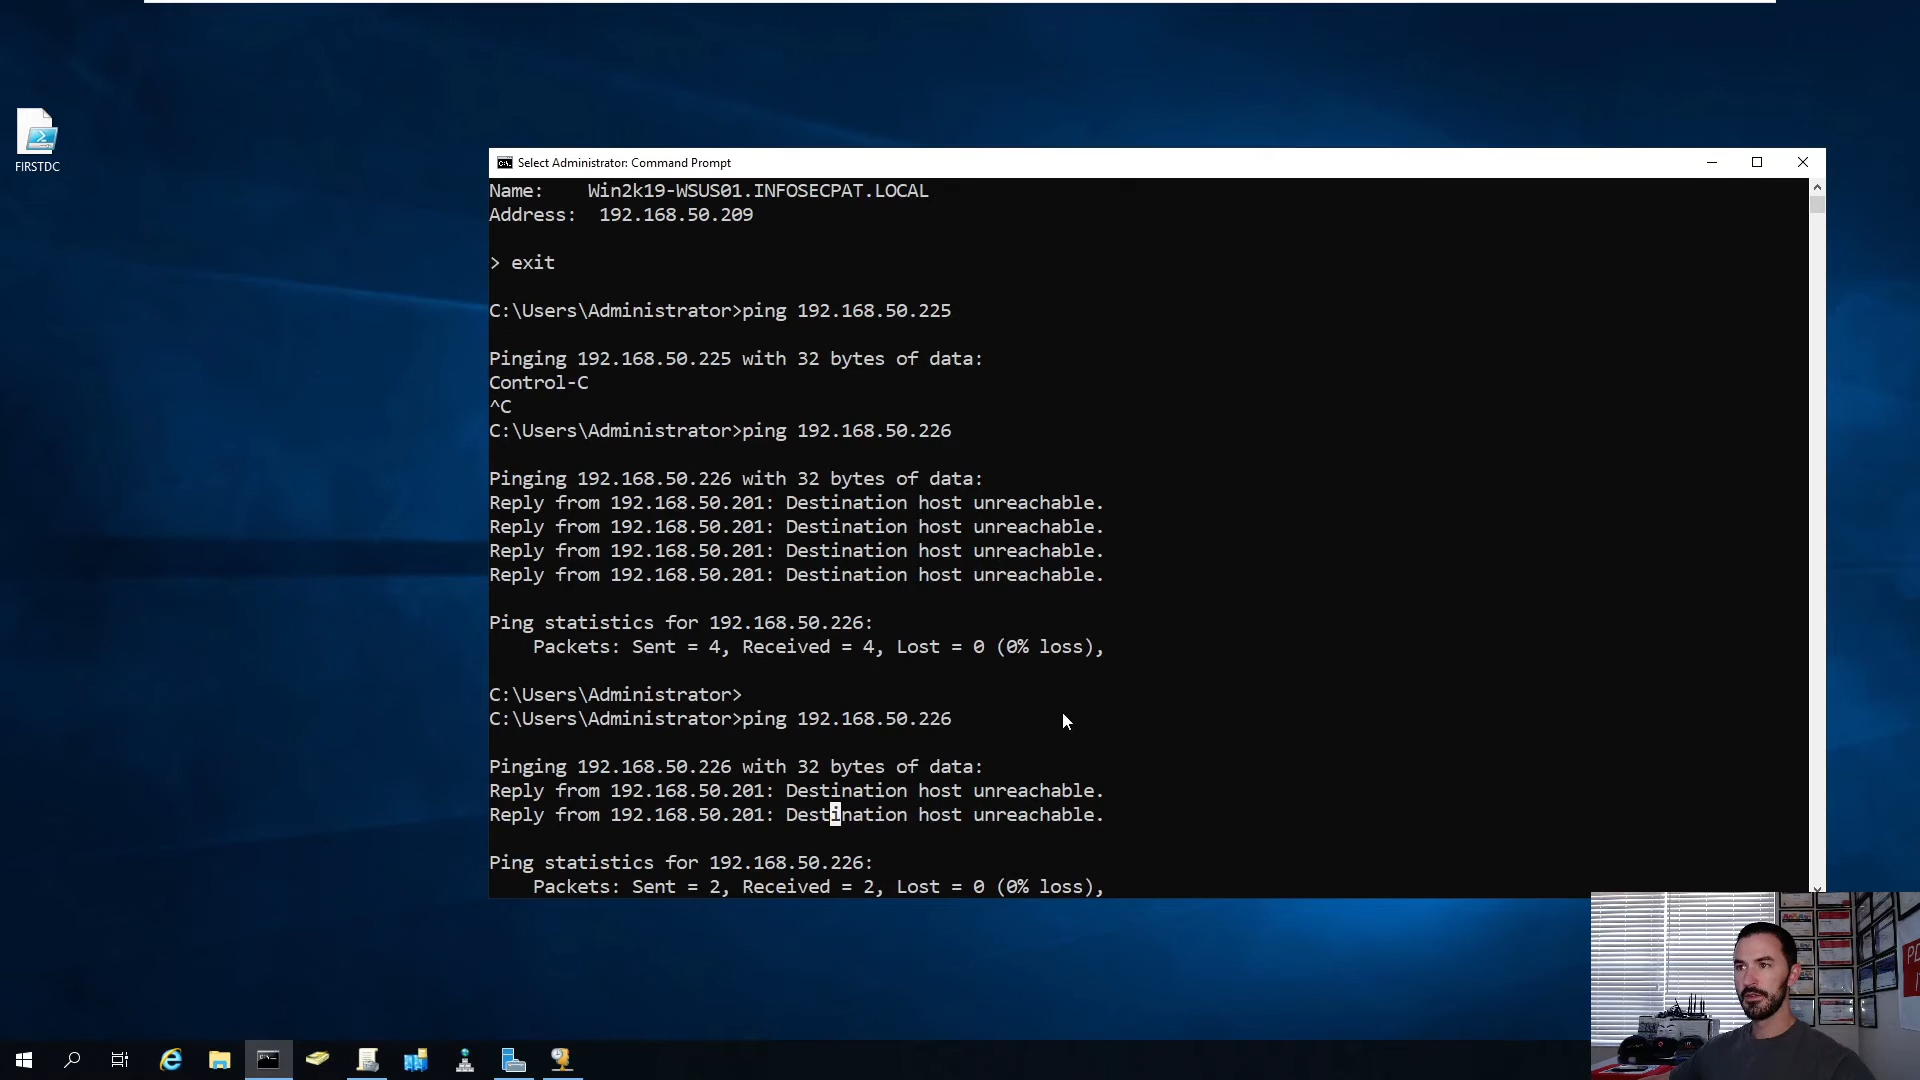 FIRSTDC
Select Administrator: Command Prompt
Name:    Win2k19-WSUS01.INFOSECPAT.LOCAL
Address:  192.168.50.209
> exit
C:\Users\Administrator>ping 192.168.50.225
Pinging 192.168.50.225 with 32 bytes of data:
Control-C
^C
C:\Users\Administrator>ping 192.168.50.226
Pinging 192.168.50.226 with 32 bytes of data:
Reply from 192.168.50.201: Destination host unreachable.
Reply from 192.168.50.201: Destination host unreachable.
Reply from 192.168.50.201: Destination host unreachable.
Reply from 192.168.50.201: Destination host unreachable.
Ping statistics for 192.168.50.226:
    Packets: Sent = 4, Received = 4, Lost = 0 (0% loss),
C:\Users\Administrator>
C:\Users\Administrator>ping 192.168.50.226
Pinging 192.168.50.226 with 32 bytes of data:
Reply from 192.168.50.201: Destination host unreachable.
Reply from 192.168.50.201: Destination host unreachable.
Ping statistics for 192.168.50.226:
    Packets: Sent = 2, Received = 2, Lost = 0 (0% loss),